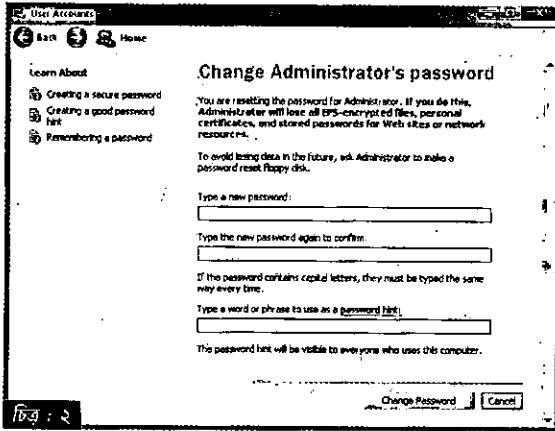 User Accounts
Back Home
Learn About
Creating a secure password
Creating a good password
hint
Remembering a password
Change Administrator's password
You are resetting the password for Administrator. If you do this,
Administrator will lose all EFS-encrypted files, personal
certificates, and stored passwords for Web sites or network
resources.
To avoid losing data in the future, ask Administrator to make a
password reset floppy disk.
Type a new password:
Type the new password again to confirm:
If the password contains capital letters, they must be typed the same
way every time.
Type a word or phrase to use as a password hint:
The password hint will be visible to everyone who uses this computer.
Change Password Cancel
চিত্র : ২